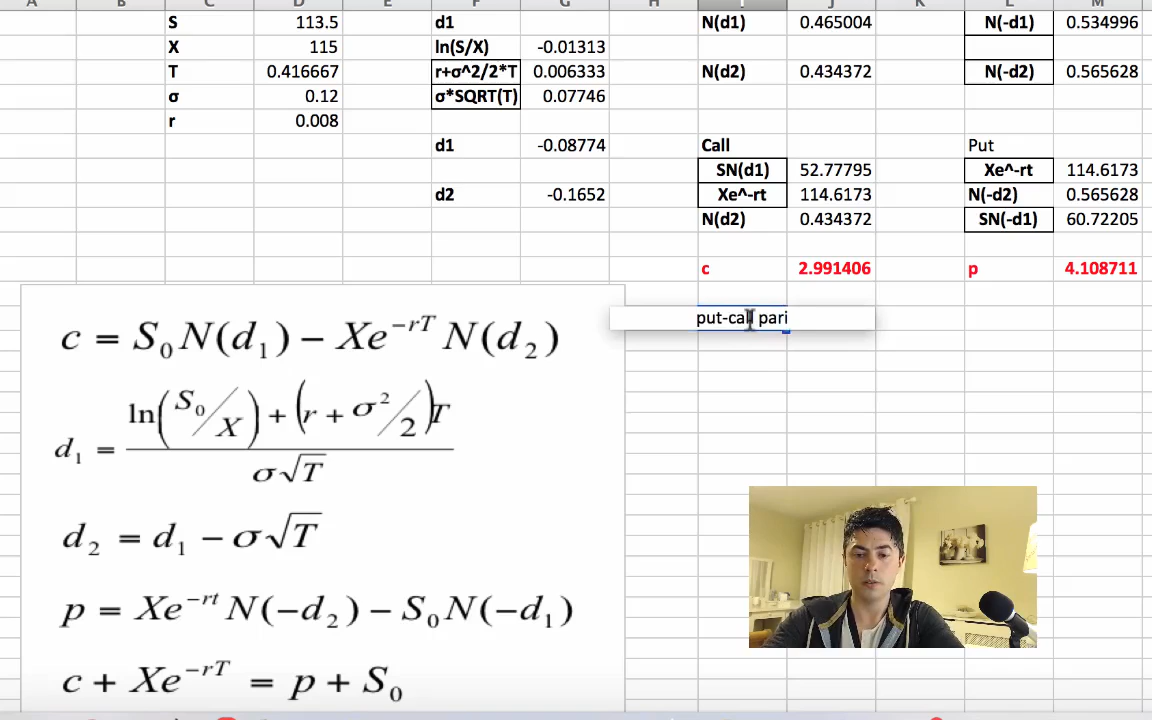 A B C D E F G H I J K L M
S 113.5 d1 N(d1) 0.465004 N(-d1) 0.534996
X 115 ln(S/X) -0.01313
T 0.416667 r+σ^2/2*T 0.006333 N(d2) 0.434372 N(-d2) 0.565628
σ 0.12 σ*SQRT(T) 0.07746
r 0.008
d1 -0.08774 Call Put
SN(d1) 52.77795 Xe^-rt 114.6173
d2 -0.1652 Xe^-rt 114.6173 N(-d2) 0.565628
N(d2) 0.434372 SN(-d1) 60.72205
c 2.991406 p 4.108711
put-call pari
c = S₀N(d₁) − Xe^−rT N(d₂)
d₁ = (ln(S₀/X) + (r + σ²/2)T) / (σ√T)
d₂ = d₁ − σ√T
p = Xe^−rt N(−d₂) − S₀N(−d₁)
c + Xe^−rT = p + S₀